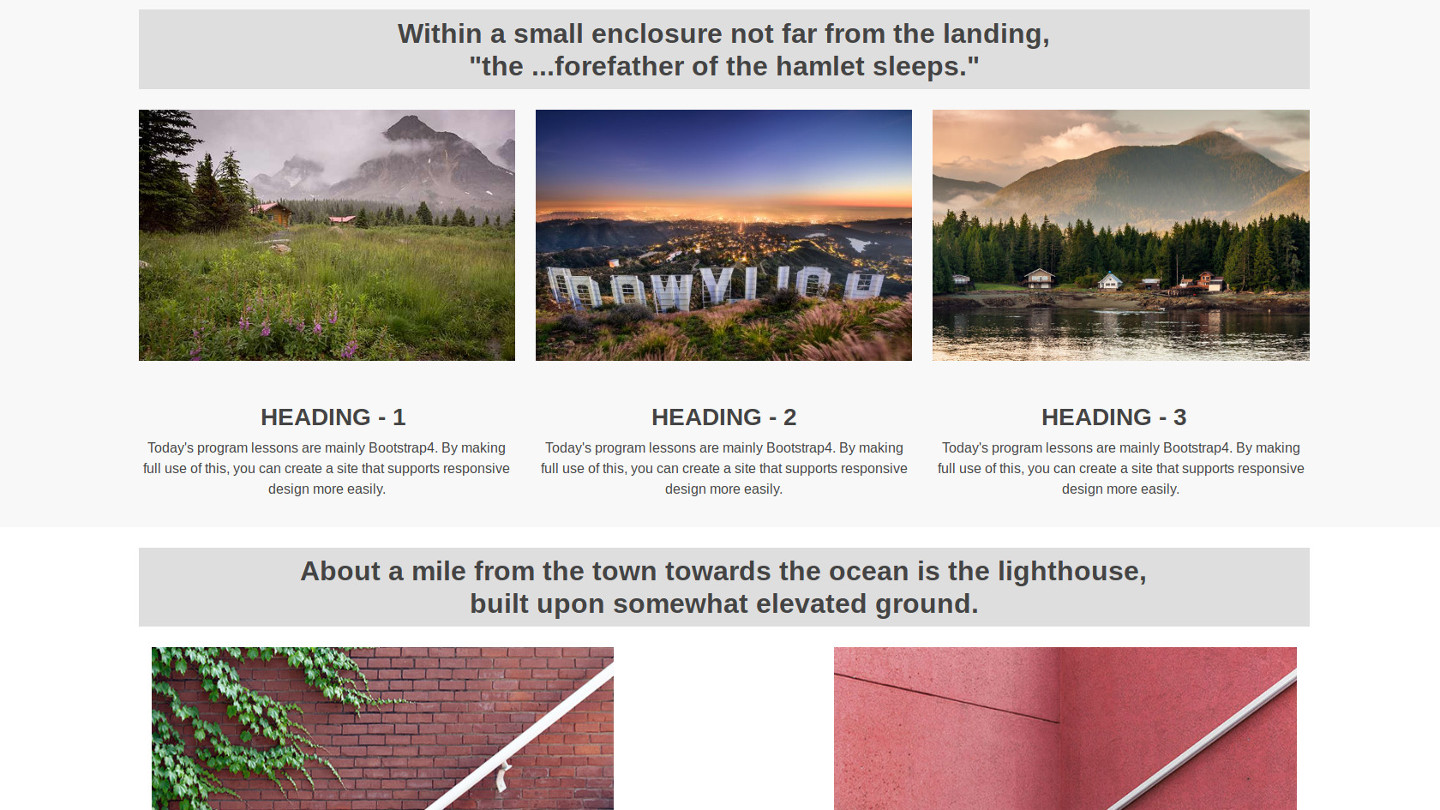 Within a small enclosure not far from the landing,
"the ...forefather of the hamlet sleeps."
HEADING - 1
Today's program lessons are mainly Bootstrap4. By making
full use of this, you can create a site that supports responsive
design more easily.
HEADING - 2
Today's program lessons are mainly Bootstrap4. By making
full use of this, you can create a site that supports responsive
design more easily.
HEADING - 3
Today's program lessons are mainly Bootstrap4. By making
full use of this, you can create a site that supports responsive
design more easily.
About a mile from the town towards the ocean is the lighthouse,
built upon somewhat elevated ground.